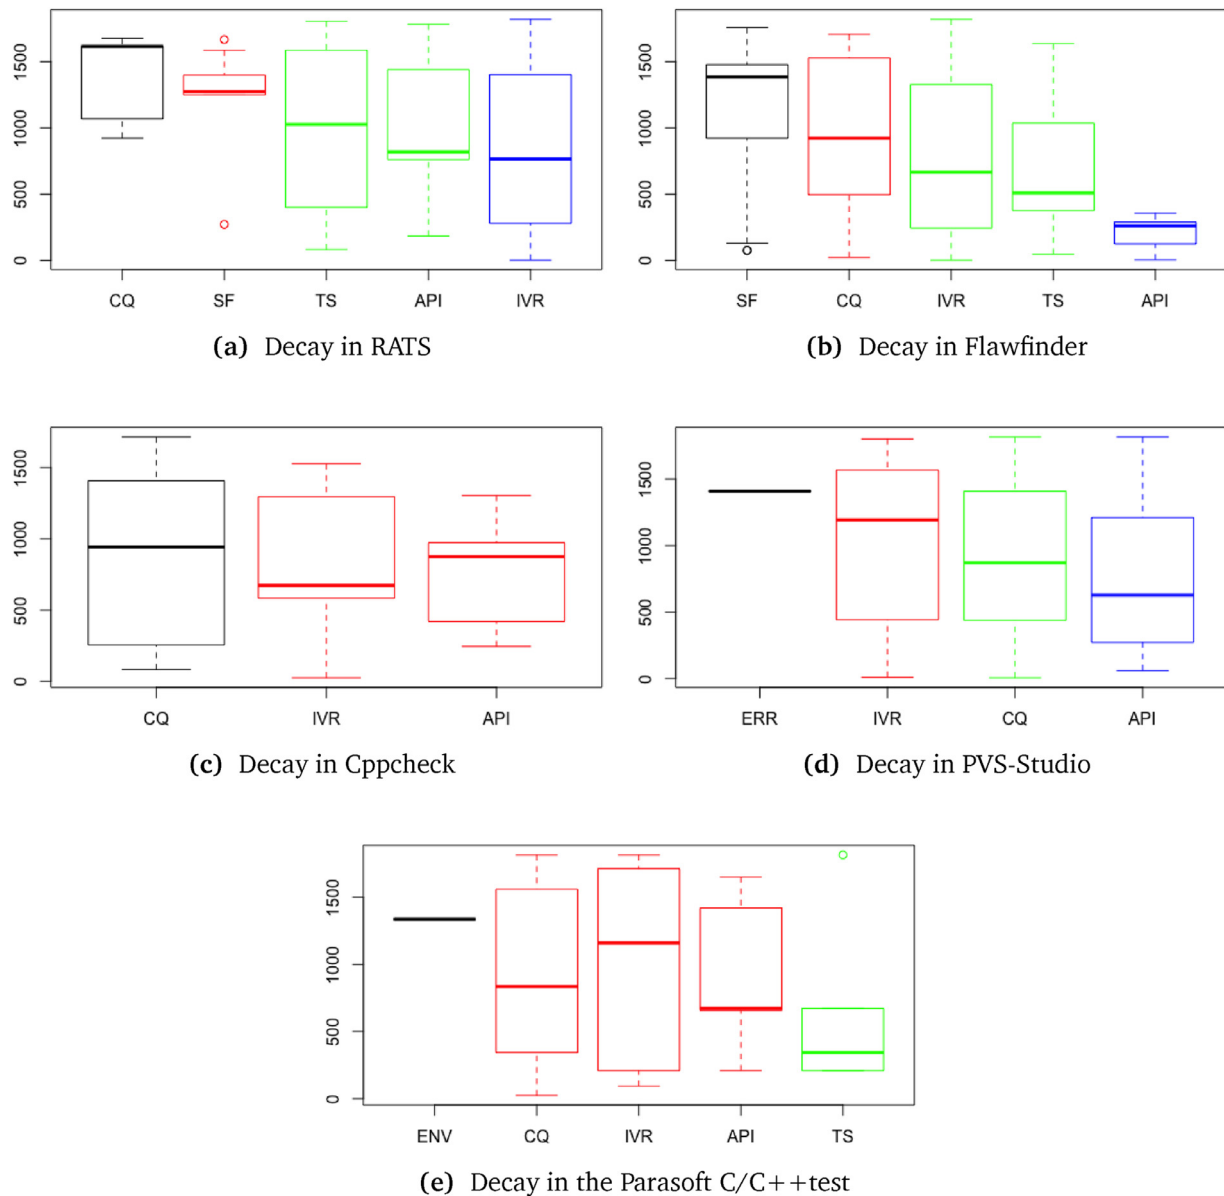 1500
1000
500
0
CQ SF TS API IVR
(a) Decay in RATS
1500
1000
500
0
SF CQ IVR TS API
(b) Decay in Flawfinder
1500
1000
500
0
CQ IVR API
(c) Decay in Cppcheck
1500
1000
500
0
ERR IVR CQ API
(d) Decay in PVS-Studio
1500
1000
500
0
ENV CQ IVR API TS
(e) Decay in the Parasoft C/C++test